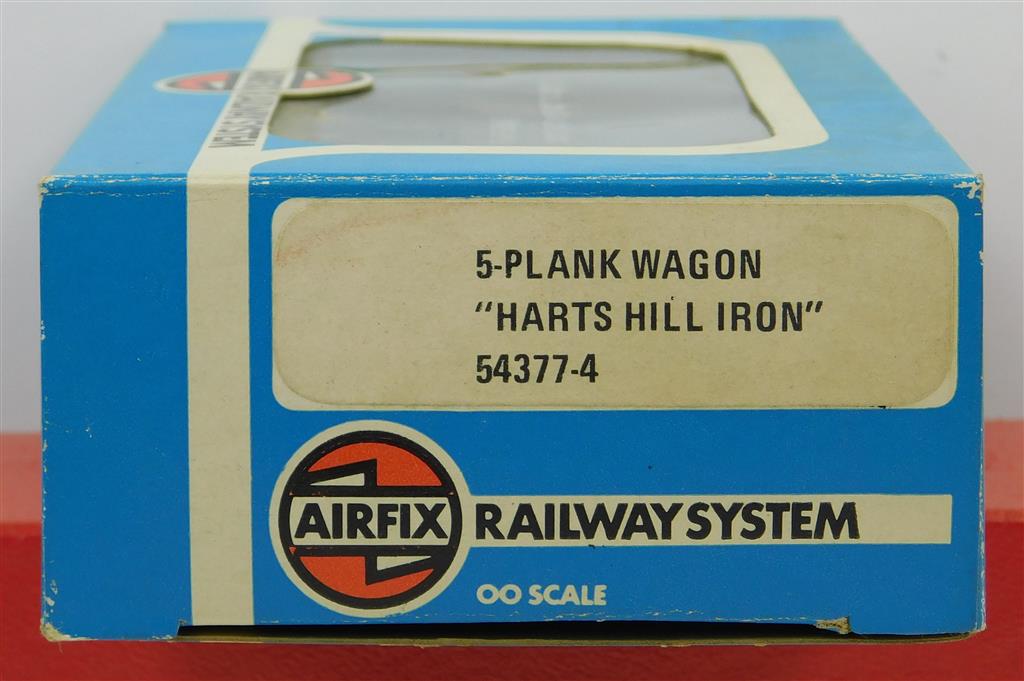 5-PLANK WAGON
"HARTS HILL IRON"
54377-4
AIRFIX RAILWAY SYSTEM
OO SCALE